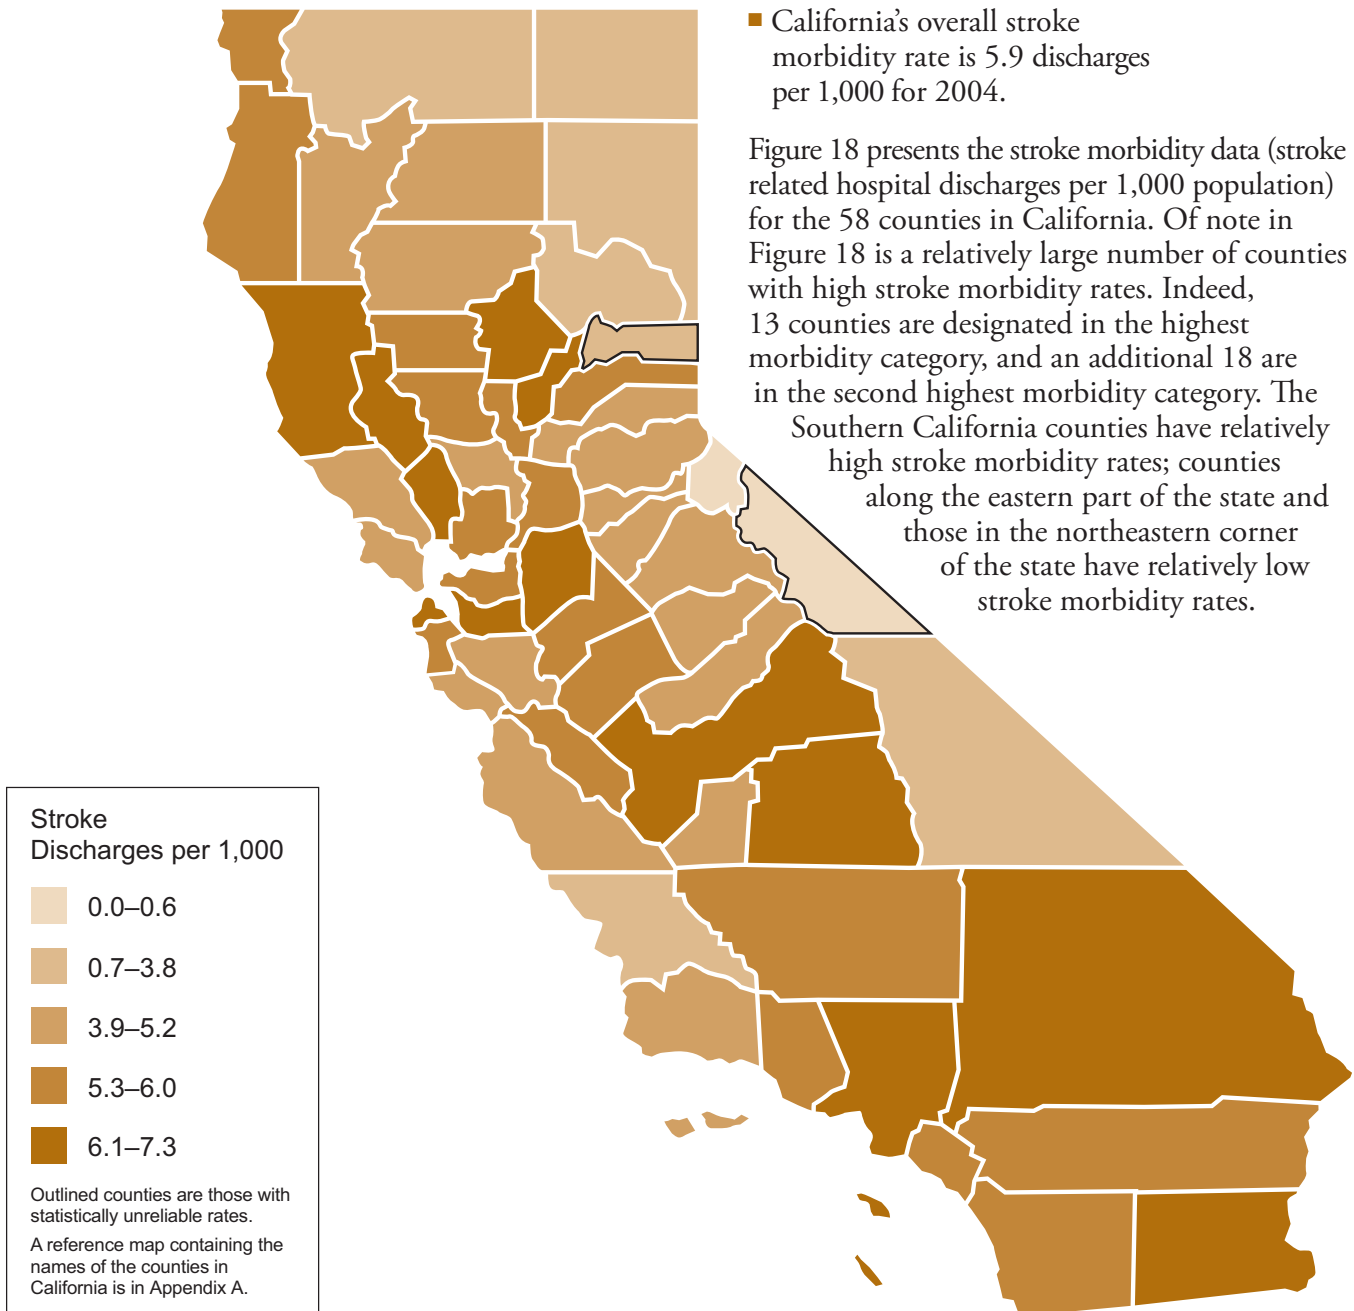 ■ California’s overall stroke
morbidity rate is 5.9 discharges
per 1,000 for 2004.
Figure 18 presents the stroke morbidity data (stroke
related hospital discharges per 1,000 population)
for the 58 counties in California. Of note in
Figure 18 is a relatively large number of counties
with high stroke morbidity rates. Indeed,
13 counties are designated in the highest
morbidity category, and an additional 18 are
in the second highest morbidity category. The
Southern California counties have relatively
high stroke morbidity rates; counties
along the eastern part of the state and
those in the northeastern corner
of the state have relatively low
stroke morbidity rates.
Stroke
Discharges per 1,000
0.0–0.6
0.7–3.8
3.9–5.2
5.3–6.0
6.1–7.3
Outlined counties are those with
statistically unreliable rates.
A reference map containing the
names of the counties in
California is in Appendix A.